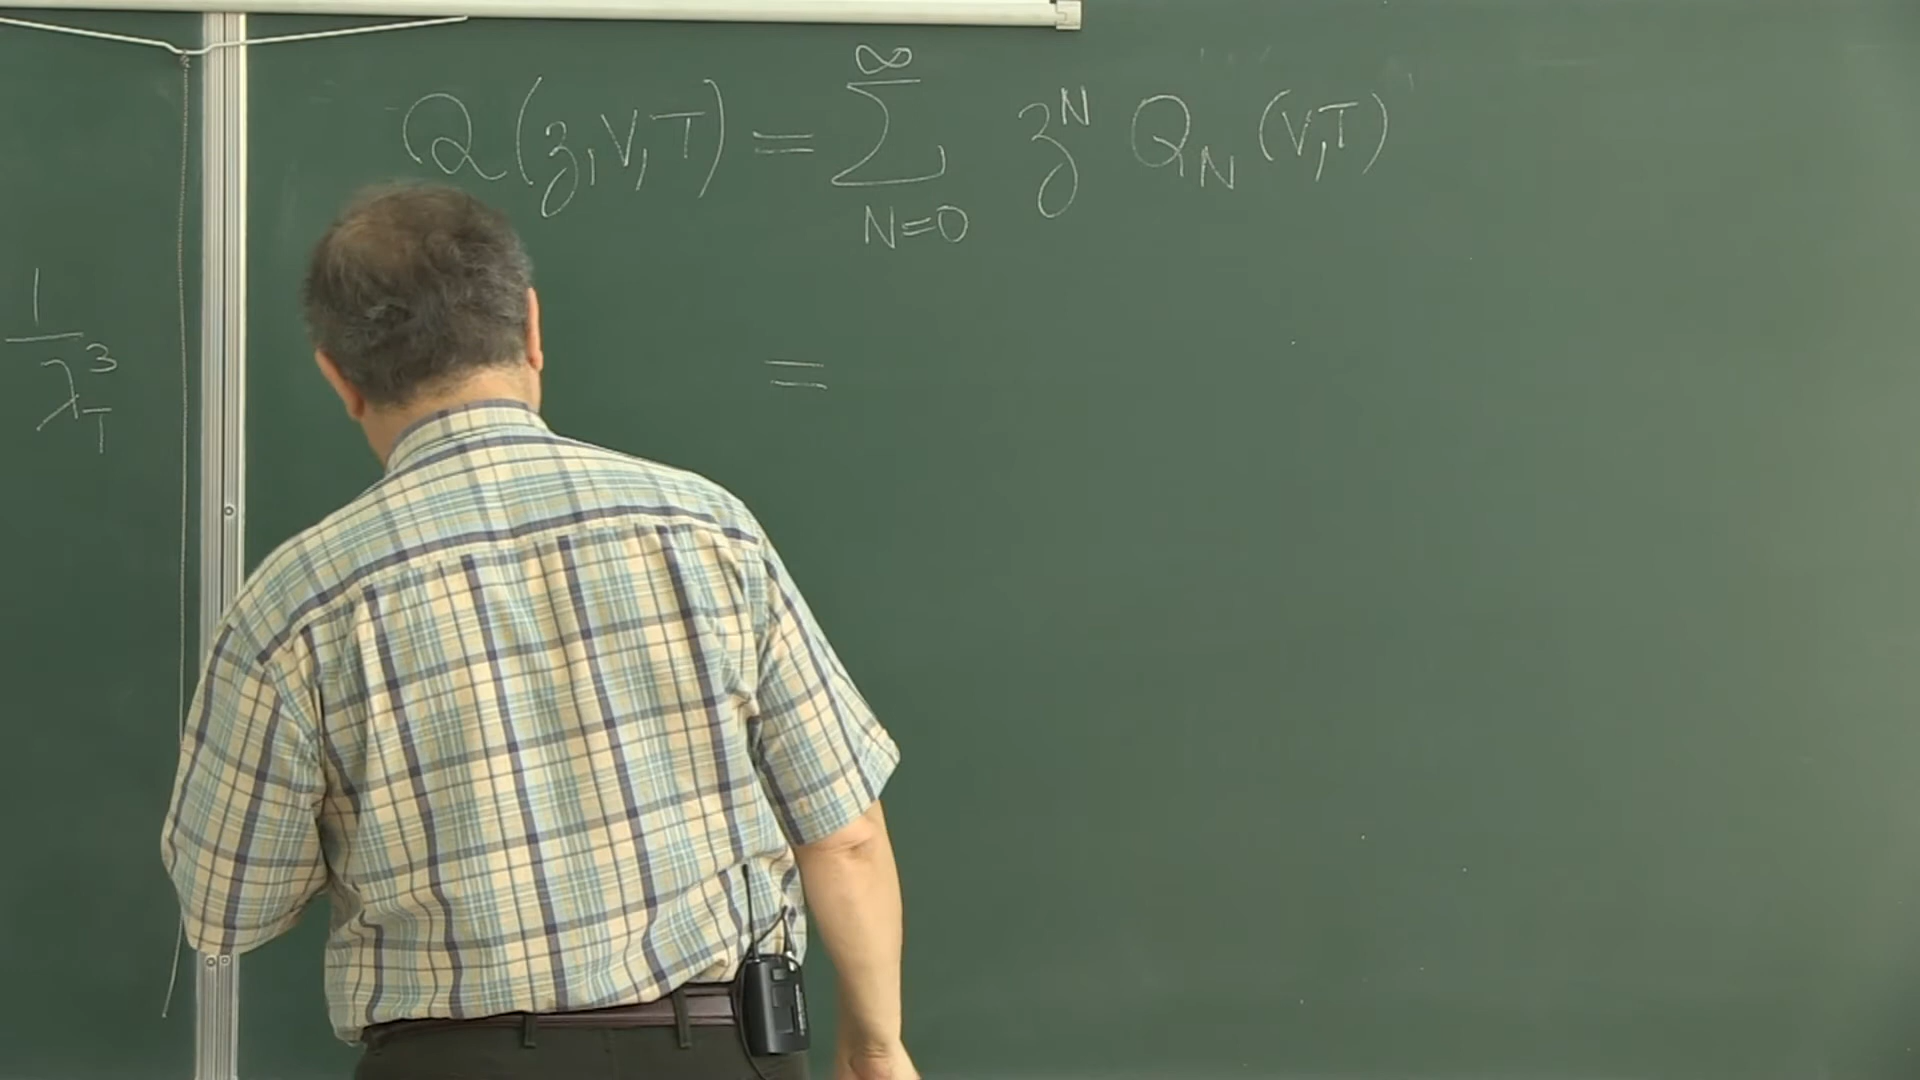 Q(z,V,T) = ∑_{N=0}^{∞} z^N Q_N (V,T)
=
1/λ_T^3